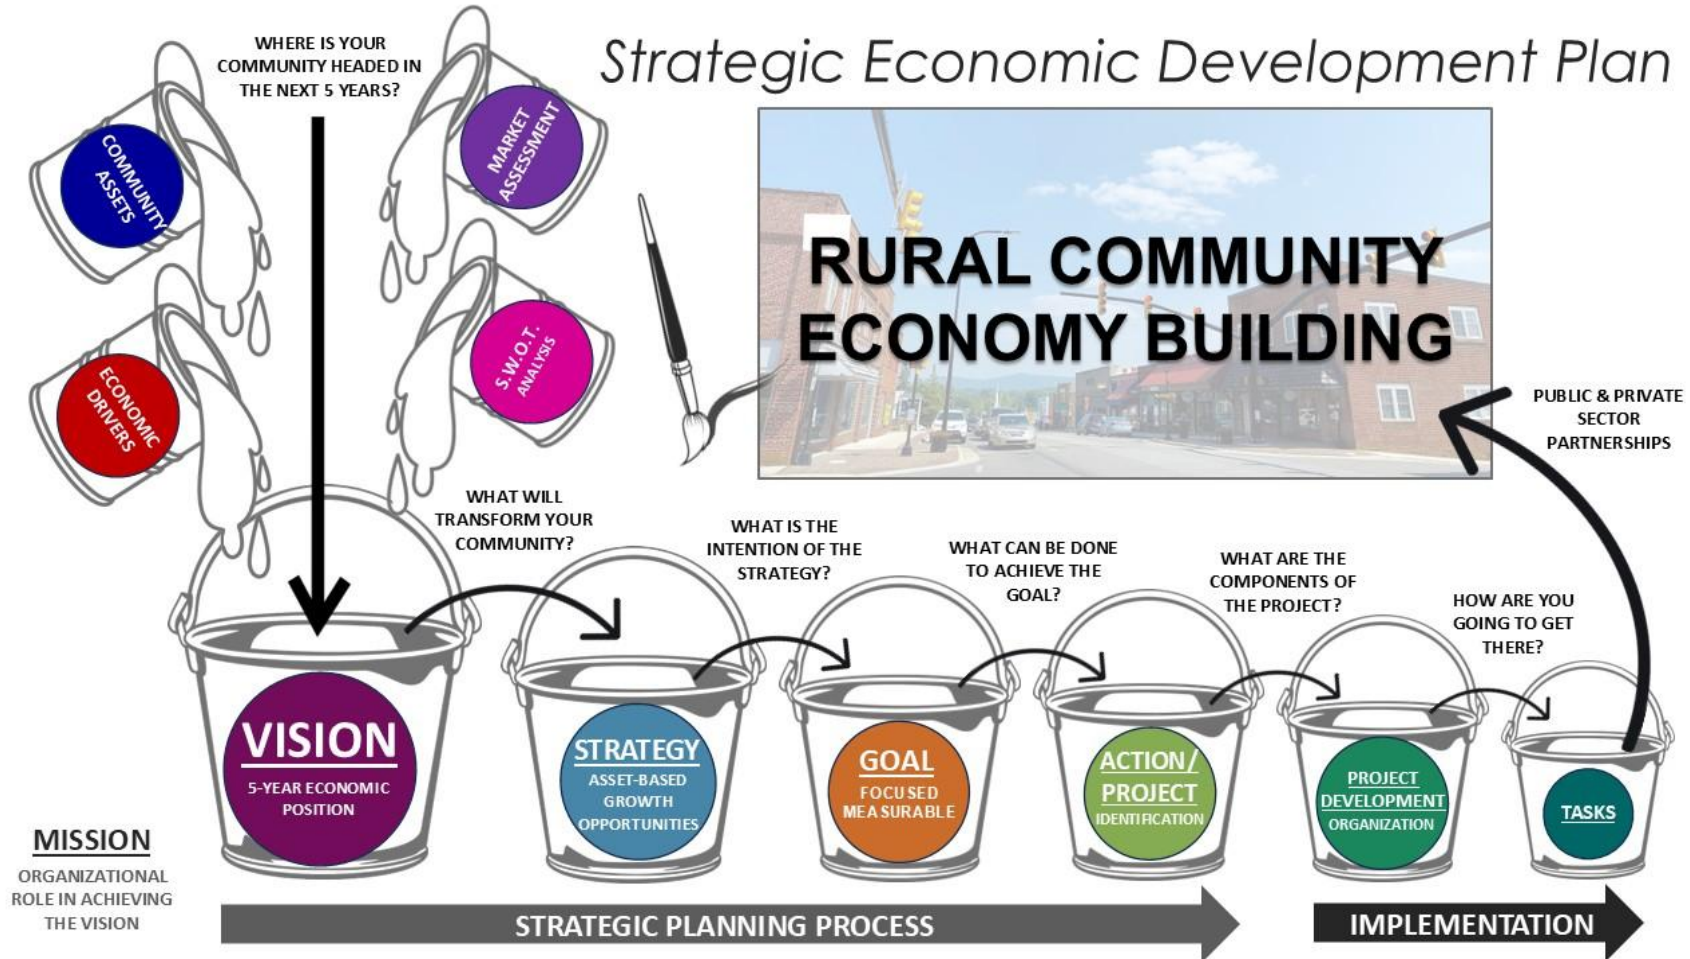 Strategic Economic Development Plan
WHERE IS YOUR
COMMUNITY HEADED IN
THE NEXT 5 YEARS?
COMMUNITY
ASSETS
MARKET
ASSESSMENT
ECONOMIC
DRIVERS
S.W.O.T.
ANALYSIS
RURAL COMMUNITY
ECONOMY BUILDING
PUBLIC & PRIVATE
SECTOR
PARTNERSHIPS
WHAT WILL
TRANSFORM YOUR
COMMUNITY?
WHAT IS THE
INTENTION OF THE
STRATEGY?
WHAT CAN BE DONE
TO ACHIEVE THE
GOAL?
WHAT ARE THE
COMPONENTS OF
THE PROJECT?
HOW ARE YOU
GOING TO GET
THERE?
VISION
5-YEAR ECONOMIC
POSITION
STRATEGY
ASSET-BASED
GROWTH
OPPORTUNITIES
GOAL
FOCUSED
MEASURABLE
ACTION/
PROJECT
IDENTIFICATION
PROJECT
DEVELOPMENT
ORGANIZATION
TASKS
MISSION
ORGANIZATIONAL
ROLE IN ACHIEVING
THE VISION
STRATEGIC PLANNING PROCESS
IMPLEMENTATION